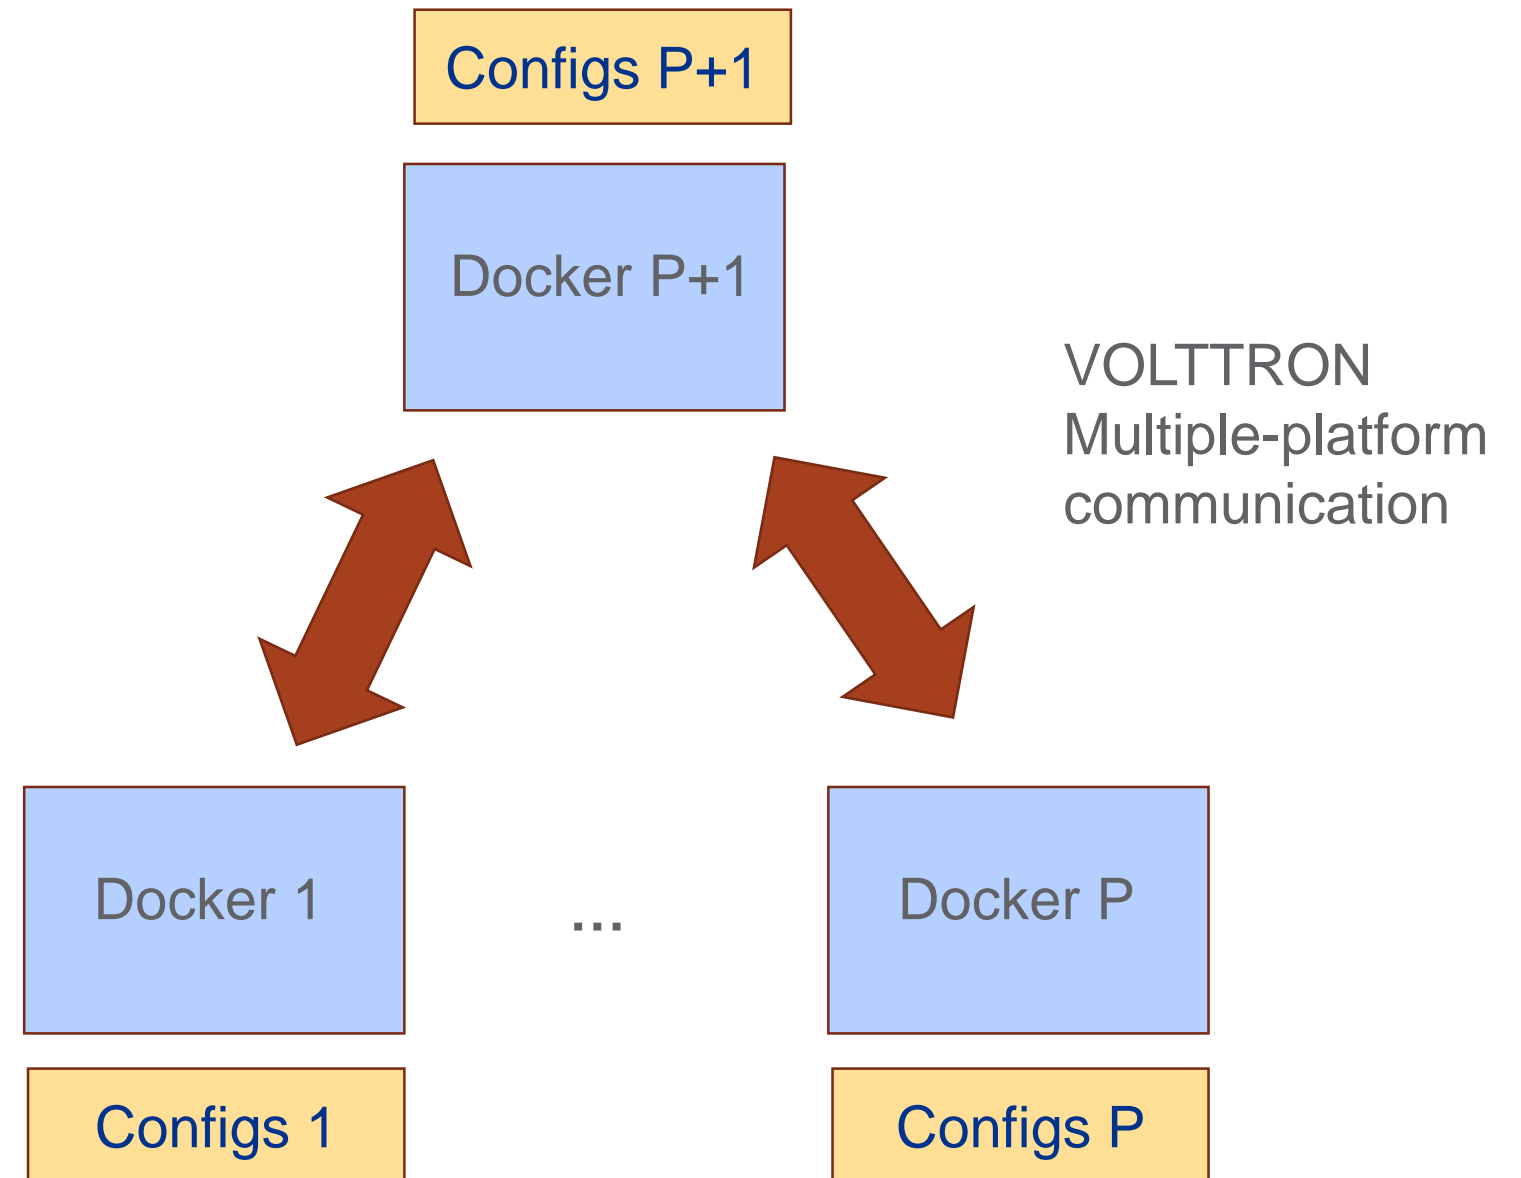 Configs P+1
Docker P+1
VOLTTRON
Multiple-platform
communication
Docker 1
...
Docker P
Configs 1
Configs P